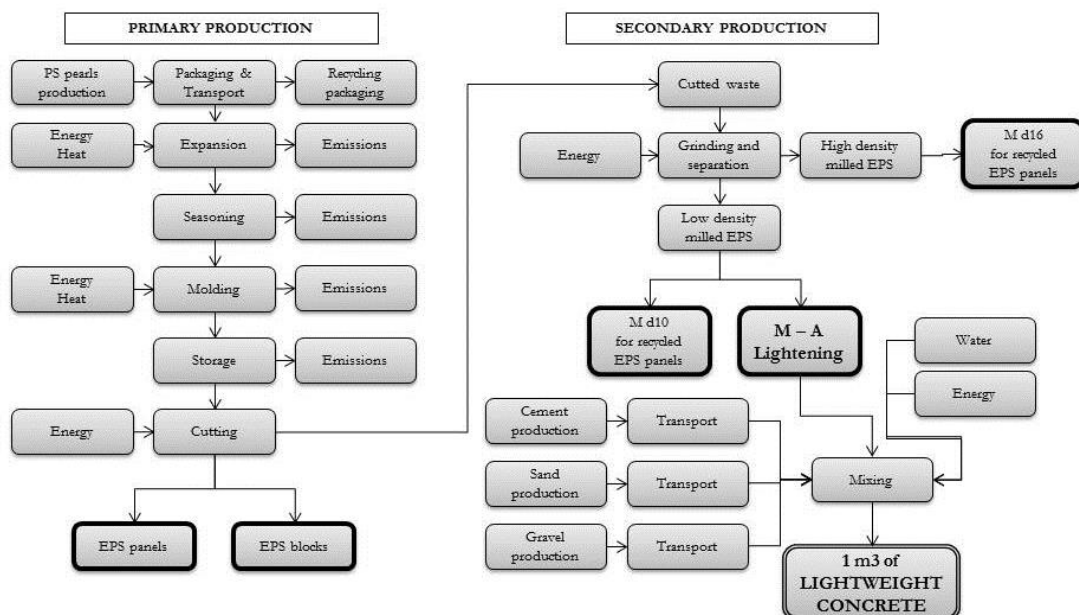 PRIMARY PRODUCTION
PS pearls
production
Packaging &
Transport
Recycling
packaging
Energy
Heat
Expansion
Emissions
Seasoning
Emissions
Energy
Heat
Molding
Emissions
Storage
Emissions
Energy
Cutting
EPS panels
EPS blocks
SECONDARY PRODUCTION
Cutted waste
Energy
Grinding and
separation
High density
milled EPS
M d16
for recycled
EPS panels
Low density
milled EPS
M d10
for recycled
EPS panels
M – A
Lightening
Water
Energy
Cement
production
Transport
Sand
production
Transport
Mixing
Gravel
production
Transport
1 m3 of
LIGHTWEIGHT
CONCRETE